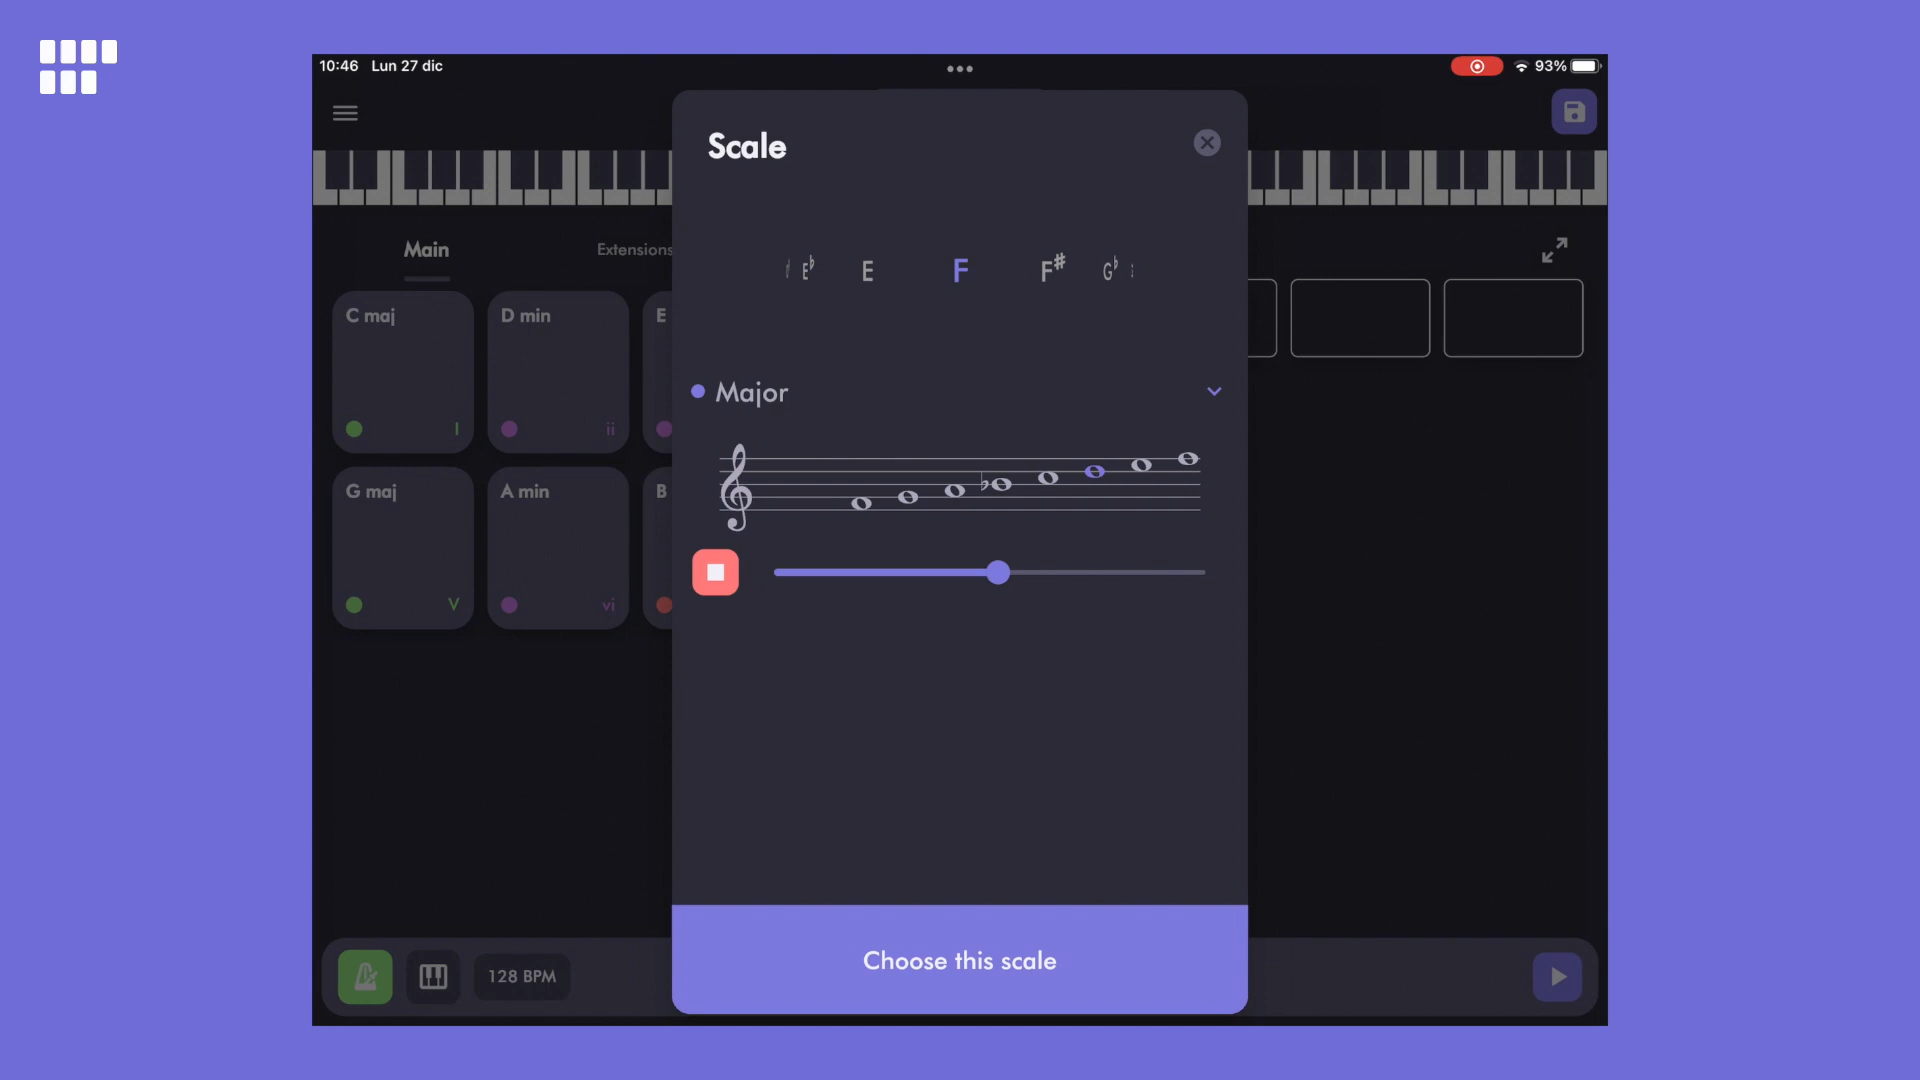 10:46 Lun 27 dic
93%
Scale
Main
Extensions
E♭ E F F♯ G♭
C maj
D min
E
I
ii
Major
G maj
A min
B
V
vi
Choose this scale
128 BPM